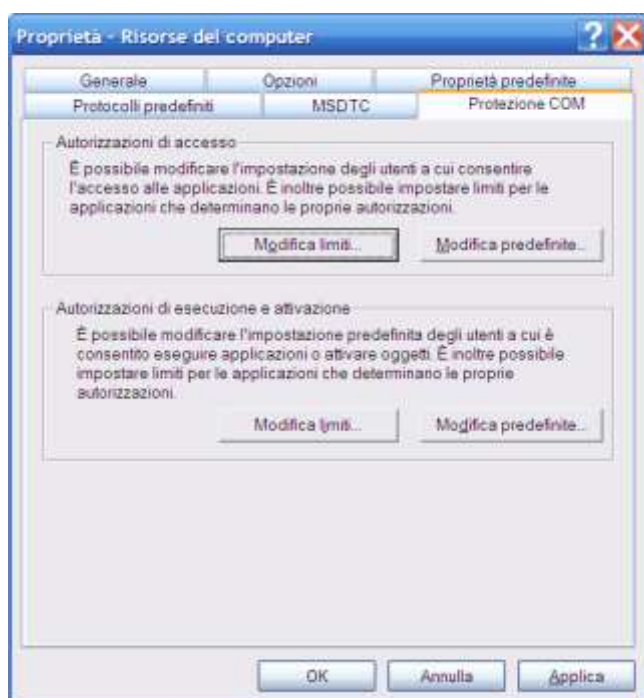 Proprietà - Risorse del computer
Generale Opzioni Proprietà predefinite
Protocolli predefiniti MSDTC Protezione COM
Autorizzazioni di accesso
È possibile modificare l'impostazione degli utenti a cui consentire
l'accesso alle applicazioni. È inoltre possibile impostare limiti per le
applicazioni che determinano le proprie autorizzazioni.
Modifica limiti... Modifica predefinite...
Autorizzazioni di esecuzione e attivazione
È possibile modificare l'impostazione predefinita degli utenti a cui è
consentito eseguire applicazioni o attivare oggetti. È inoltre possibile
impostare limiti per le applicazioni che determinano le proprie
autorizzazioni.
Modifica limiti... Modifica predefinite...
OK Annulla Applica